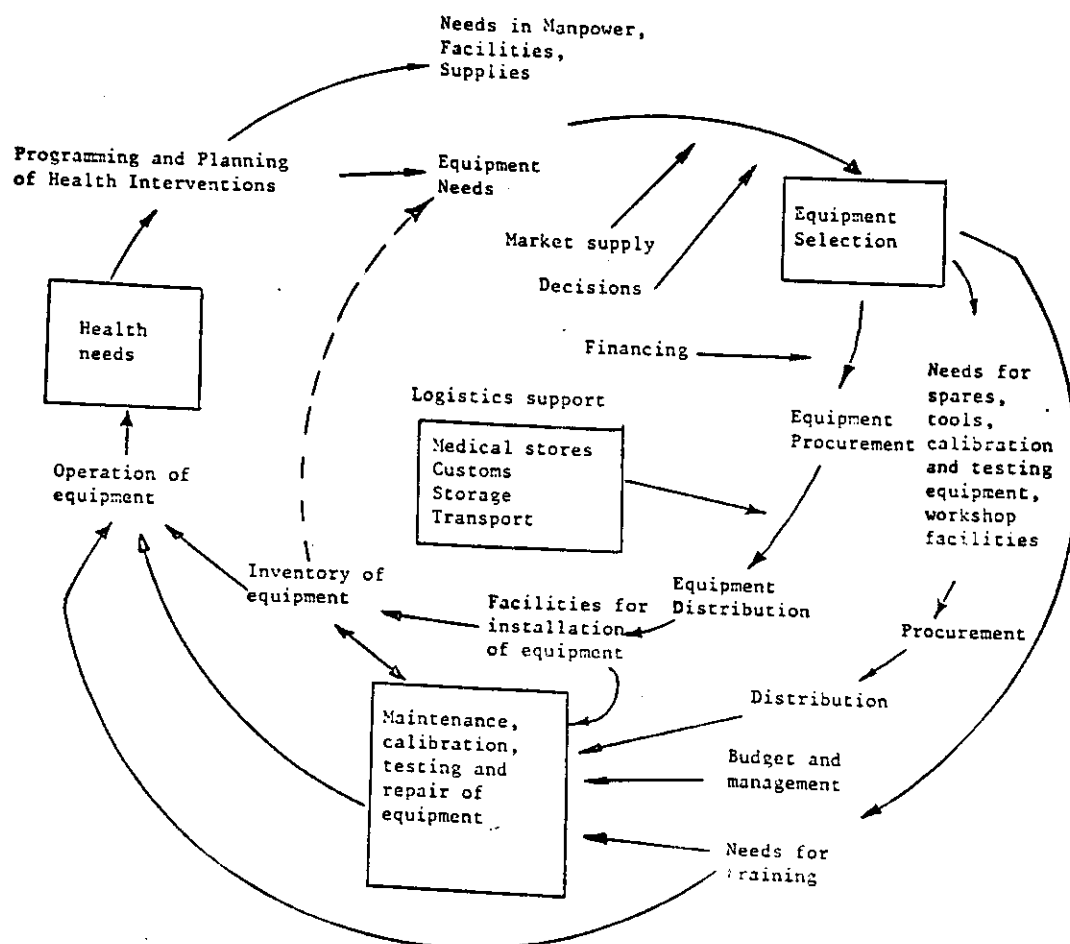 Needs in Manpower,
Facilities,
Supplies
Programming and Planning
of Health Interventions
Equipment
Needs
Market supply
Decisions
Equipment
Selection
Health
needs
Financing
Needs for
spares,
tools,
calibration
and testing
equipment,
workshop
facilities
Logistics support
Medical stores
Customs
Storage
Transport
Equipment
Procurement
Operation of
equipment
Inventory of
equipment
Equipment
Distribution
Facilities for
installation
of equipment
Procurement
Distribution
Maintenance,
calibration,
testing and
repair of
equipment
Budget and
management
Needs for
training